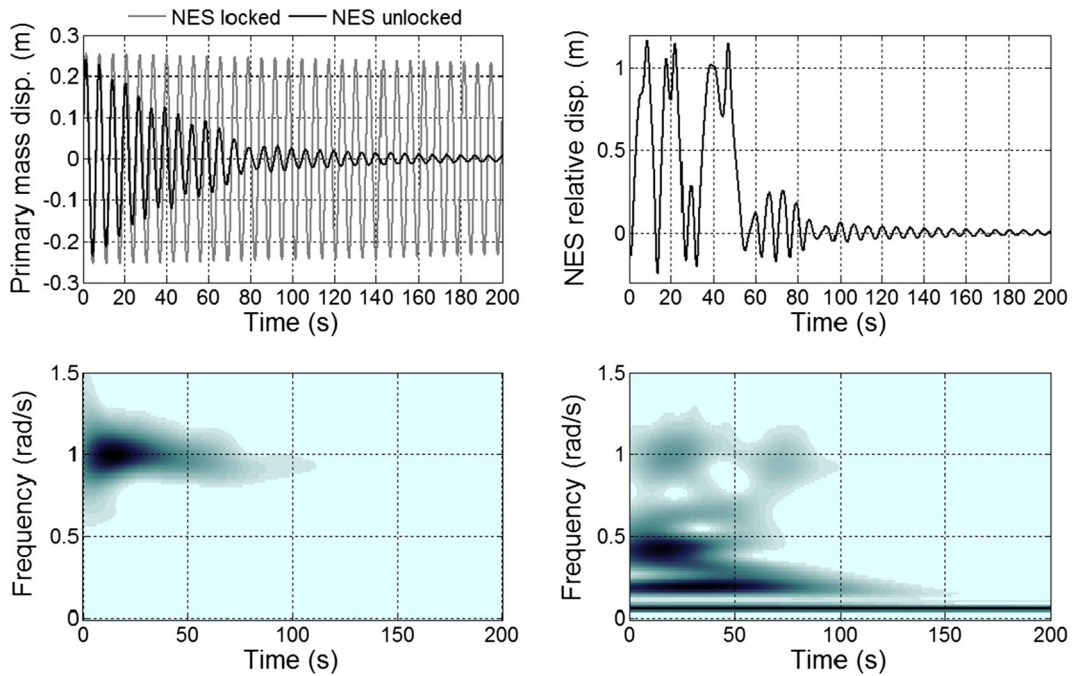 NES locked NES unlocked
Primary mass disp. (m)
0.3
0.2
0.1
0
-0.1
-0.2
-0.3
0 20 40 60 80 100 120 140 160 180 200
Time (s)
NES relative disp. (m)
1
0.5
0
0 20 40 60 80 100 120 140 160 180 200
Time (s)
Frequency (rad/s)
1.5
1
0.5
0
0 50 100 150 200
Time (s)
Frequency (rad/s)
1.5
1
0.5
0
0 50 100 150 200
Time (s)